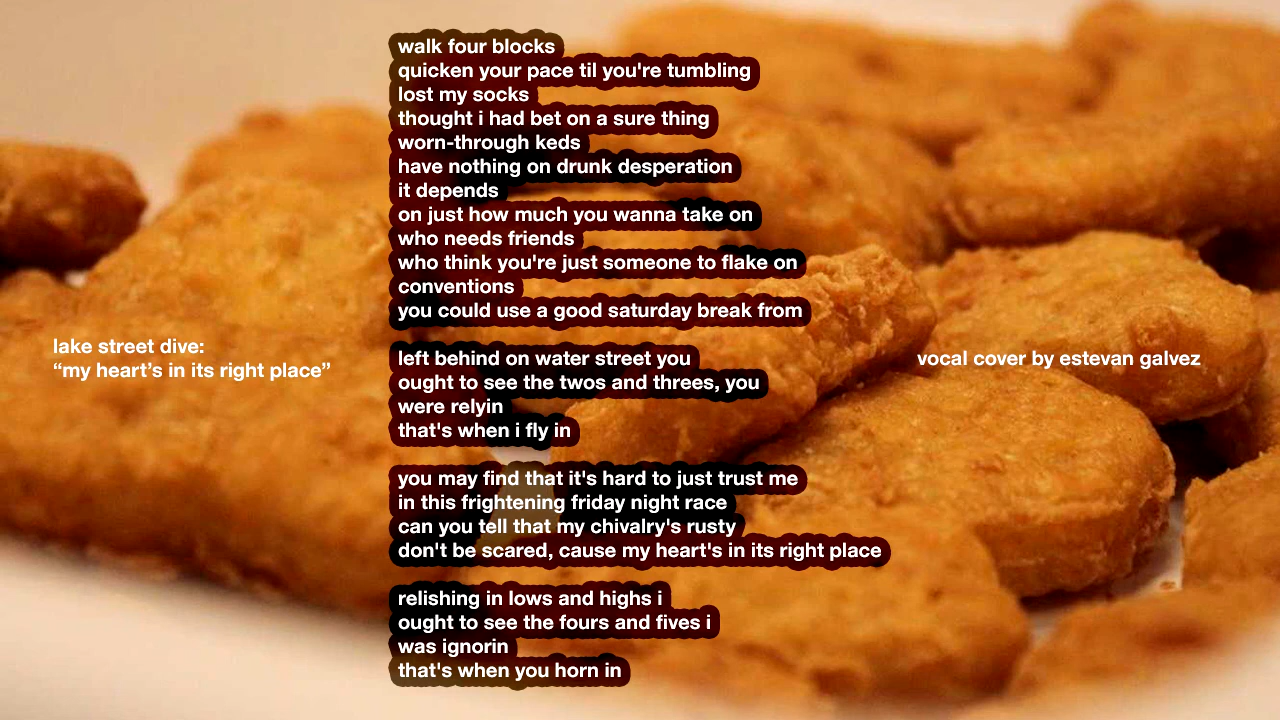 walk four blocks
quicken your pace til you're tumbling
lost my socks
thought i had bet on a sure thing
worn-through keds
have nothing on drunk desperation
it depends
on just how much you wanna take on
who needs friends
who think you're just someone to flake on
conventions
you could use a good saturday break from
lake street dive:
“my heart’s in its right place”
left behind on water street you
ought to see the twos and threes, you
were relyin
that's when i fly in
vocal cover by estevan galvez
you may find that it's hard to just trust me
in this frightening friday night race
can you tell that my chivalry's rusty
don't be scared, cause my heart's in its right place
relishing in lows and highs i
ought to see the fours and fives i
was ignorin
that's when you horn in